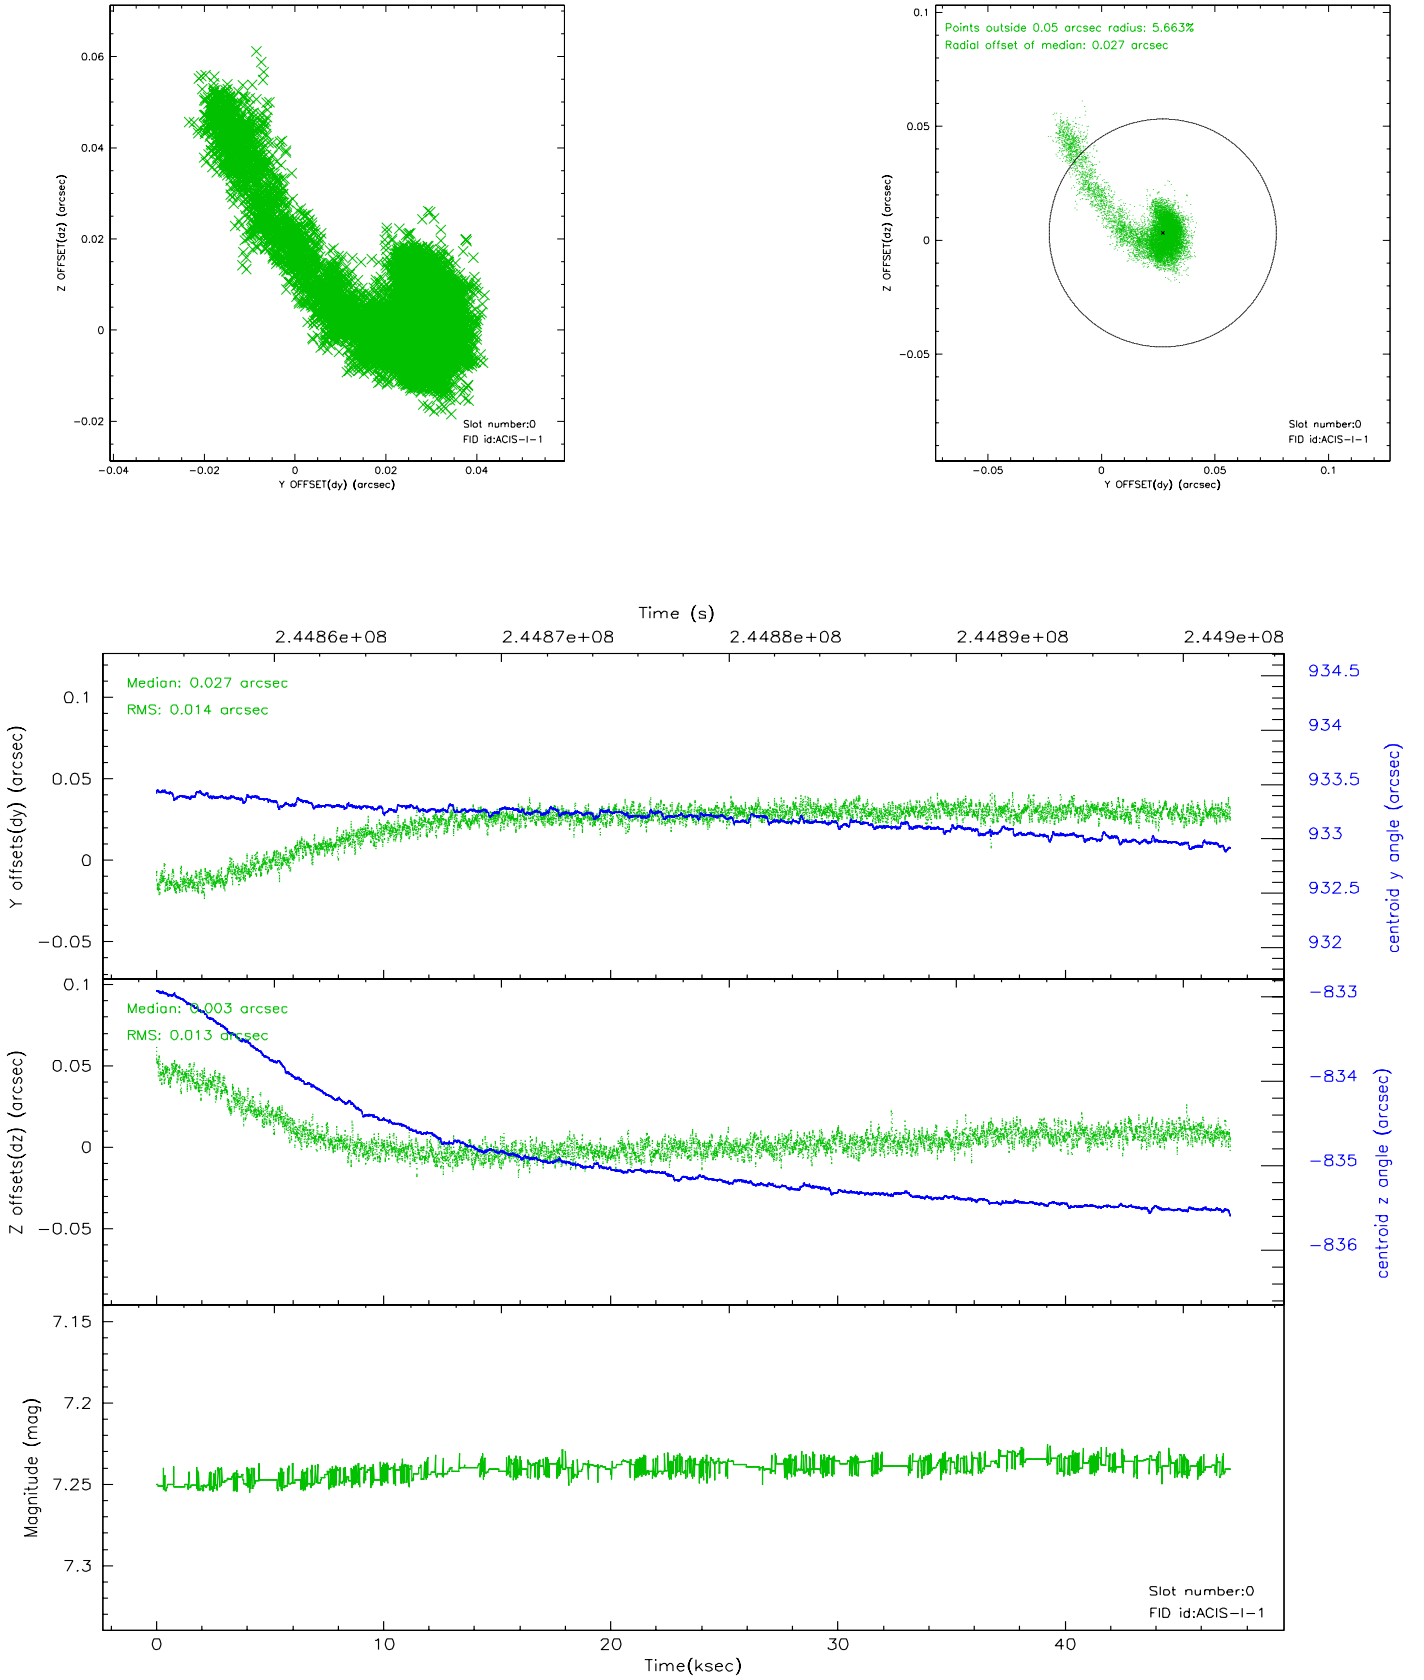 0.06
0.04
0.02
0
-0.02
Z OFFSET(dz) (arcsec)
Slot number:0
FID id:ACIS-I-1
-0.04 -0.02 0 0.02 0.04
Y OFFSET(dy) (arcsec)
Points outside 0.05 arcsec radius: 5.663%
Radial offset of median: 0.027 arcsec
0.1
0.05
0
-0.05
Z OFFSET(dz) (arcsec)
Slot number:0
FID id:ACIS-I-1
-0.05 0 0.05 0.1
Y OFFSET(dy) (arcsec)
Time (s)
2.4486e+08 2.4487e+08 2.4488e+08 2.4489e+08 2.449e+08
Median: 0.027 arcsec
RMS: 0.014 arcsec
0.1
0.05
0
-0.05
Y offsets(dy) (arcsec)
934.5
934
933.5
933
932.5
932
centroid y angle (arcsec)
Median: 0.003 arcsec
RMS: 0.013 arcsec
0.1
0.05
0
-0.05
Z offsets(dz) (arcsec)
-833
-834
-835
-836
centroid z angle (arcsec)
7.15
7.2
7.25
7.3
Magnitude (mag)
Slot number:0
FID id:ACIS-I-1
0 10 20 30 40
Time(ksec)